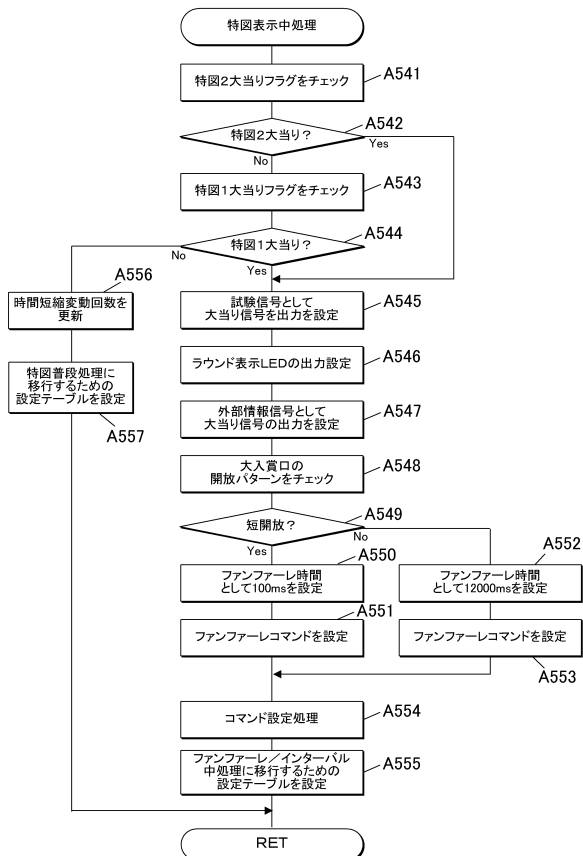 特図表示中処理
特図２大当りフラグをチェック
A541
特図２大当り？
A542
Yes
No
特図１大当りフラグをチェック
A543
特図１大当り？
A544
No
Yes
A556
時間短縮変動回数を
更新
特図普段処理に
移行するための
設定テーブルを設定
A557
試験信号として
大当り信号を出力を設定
A545
ラウンド表示ＬＥＤの出力設定
A546
外部情報信号として
大当り信号の出力を設定
A547
大入賞口の
開放パターンをチェック
A548
短開放？
A549
No
Yes
A550
ファンファーレ時間
として100msを設定
A551
ファンファーレコマンドを設定
A552
ファンファーレ時間
として12000msを設定
ファンファーレコマンドを設定
A553
コマンド設定処理
A554
ファンファーレ／インターバル
中処理に移行するための
設定テーブルを設定
A555
RET